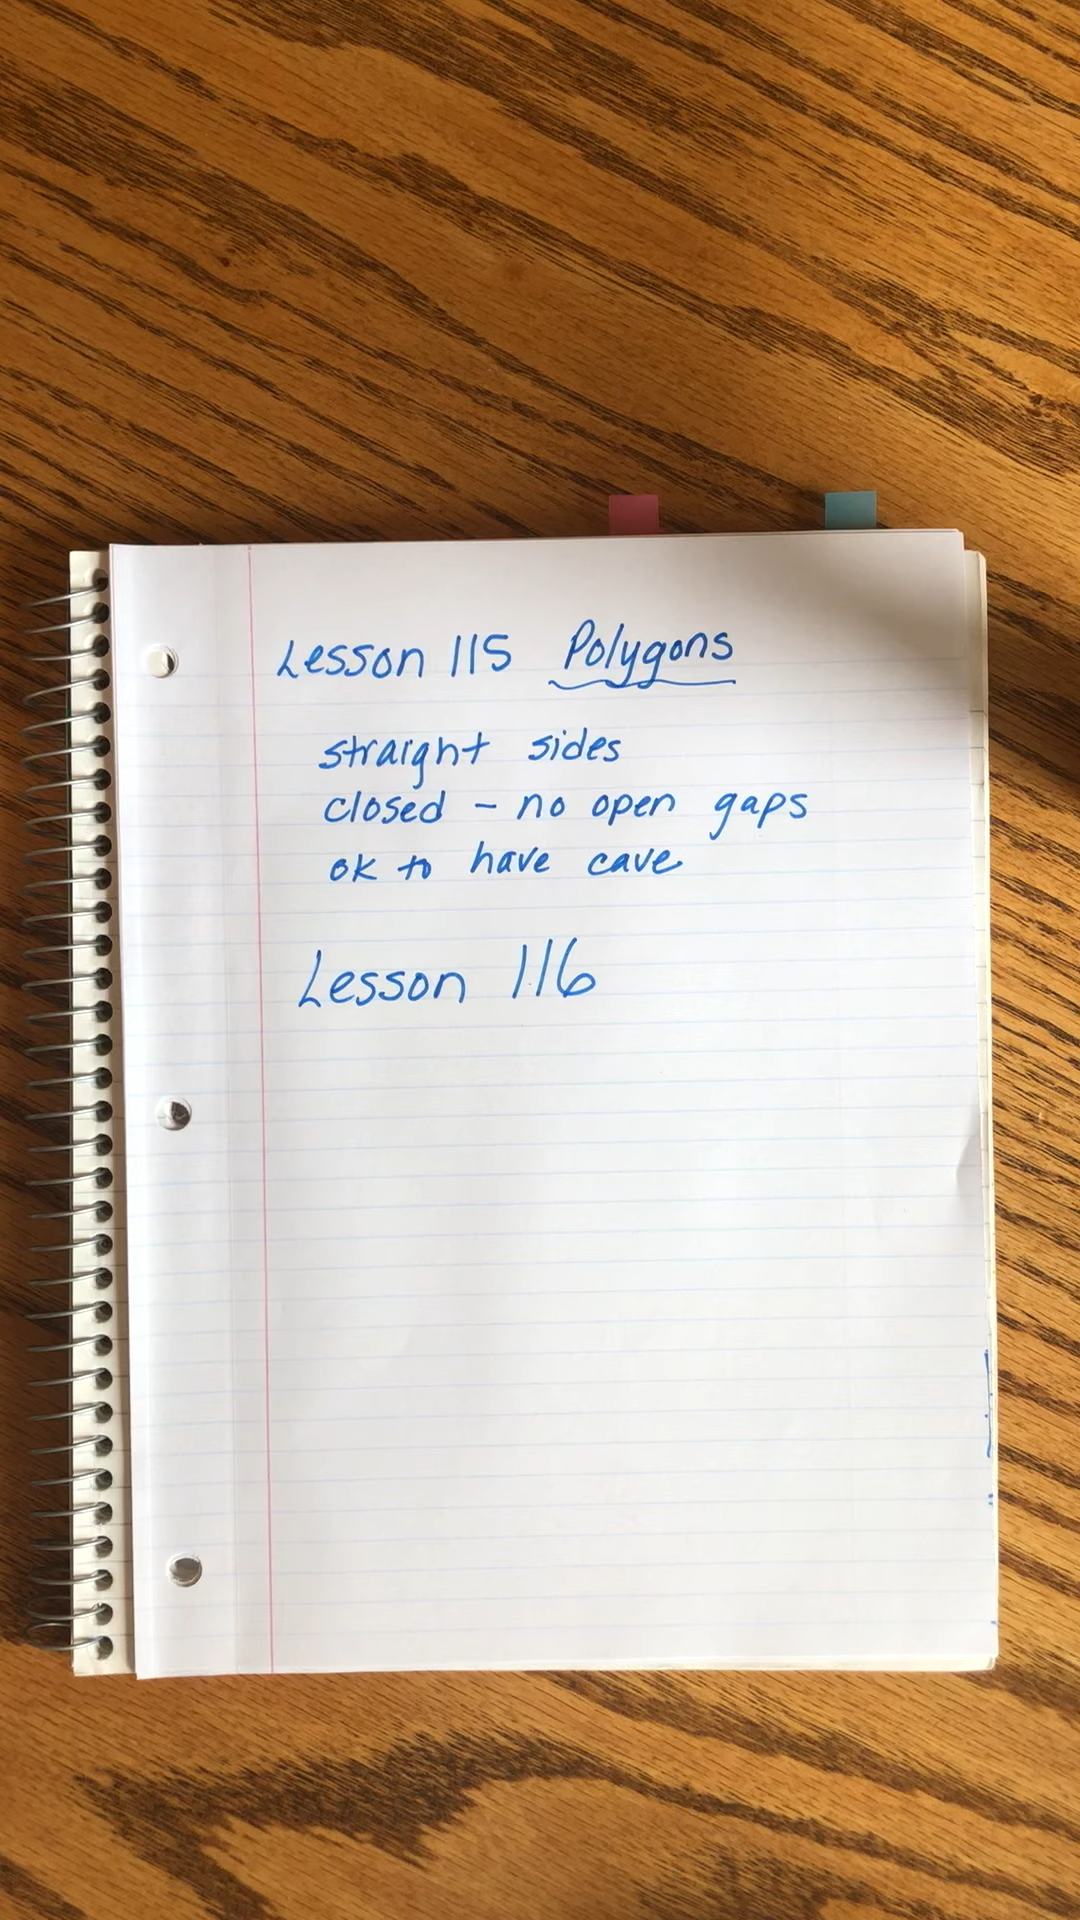 Lesson 115 Polygons
straight sides
closed - no open gaps
ok to have cave
Lesson 116